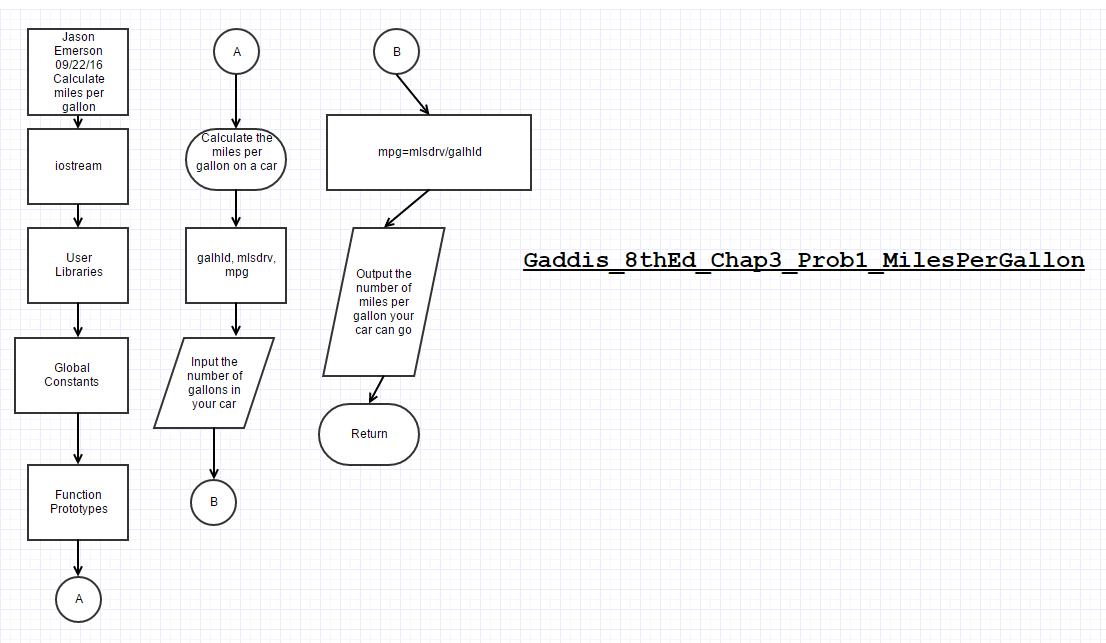 Jason
Emerson
09/22/16
Calculate
miles per
gallon
iostream
User
Libraries
Global
Constants
Function
Prototypes
A
A
Calculate the
miles per
gallon on a car
galhld, mlsdrv,
mpg
Input the
number of
gallons in
your car
B
B
mpg=mlsdrv/galhld
Output the
number of
miles per
gallon your
car can go
Return
Gaddis_8thEd_Chap3_Prob1_MilesPerGallon